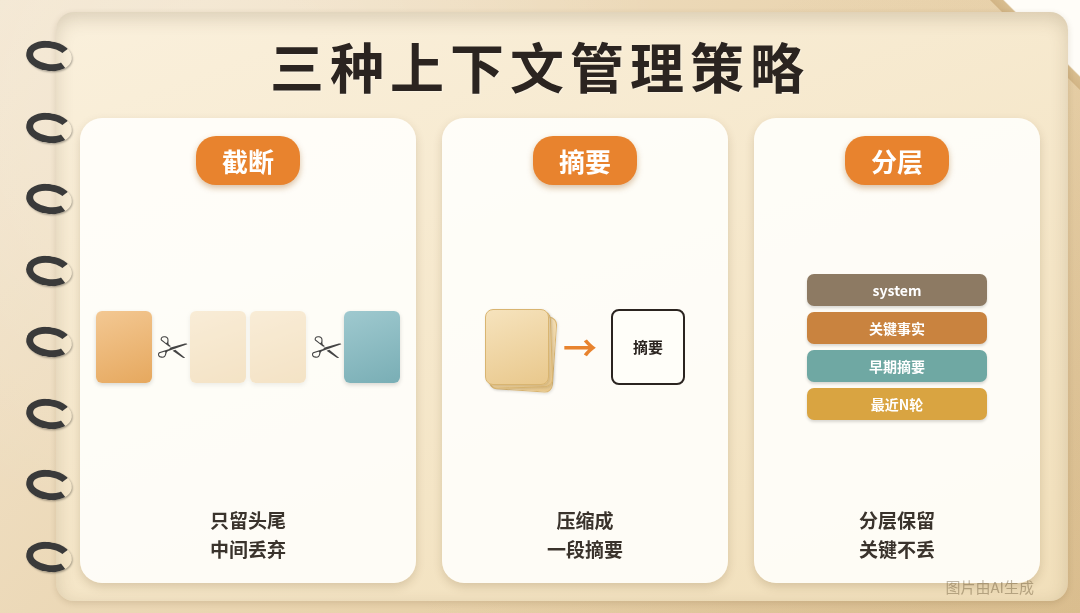 三种上下文管理策略
截断
只留头尾
中间丢弃
摘要
摘要
压缩成
一段摘要
分层
system
关键事实
早期摘要
最近N轮
分层保留
关键不丢
图片由AI生成